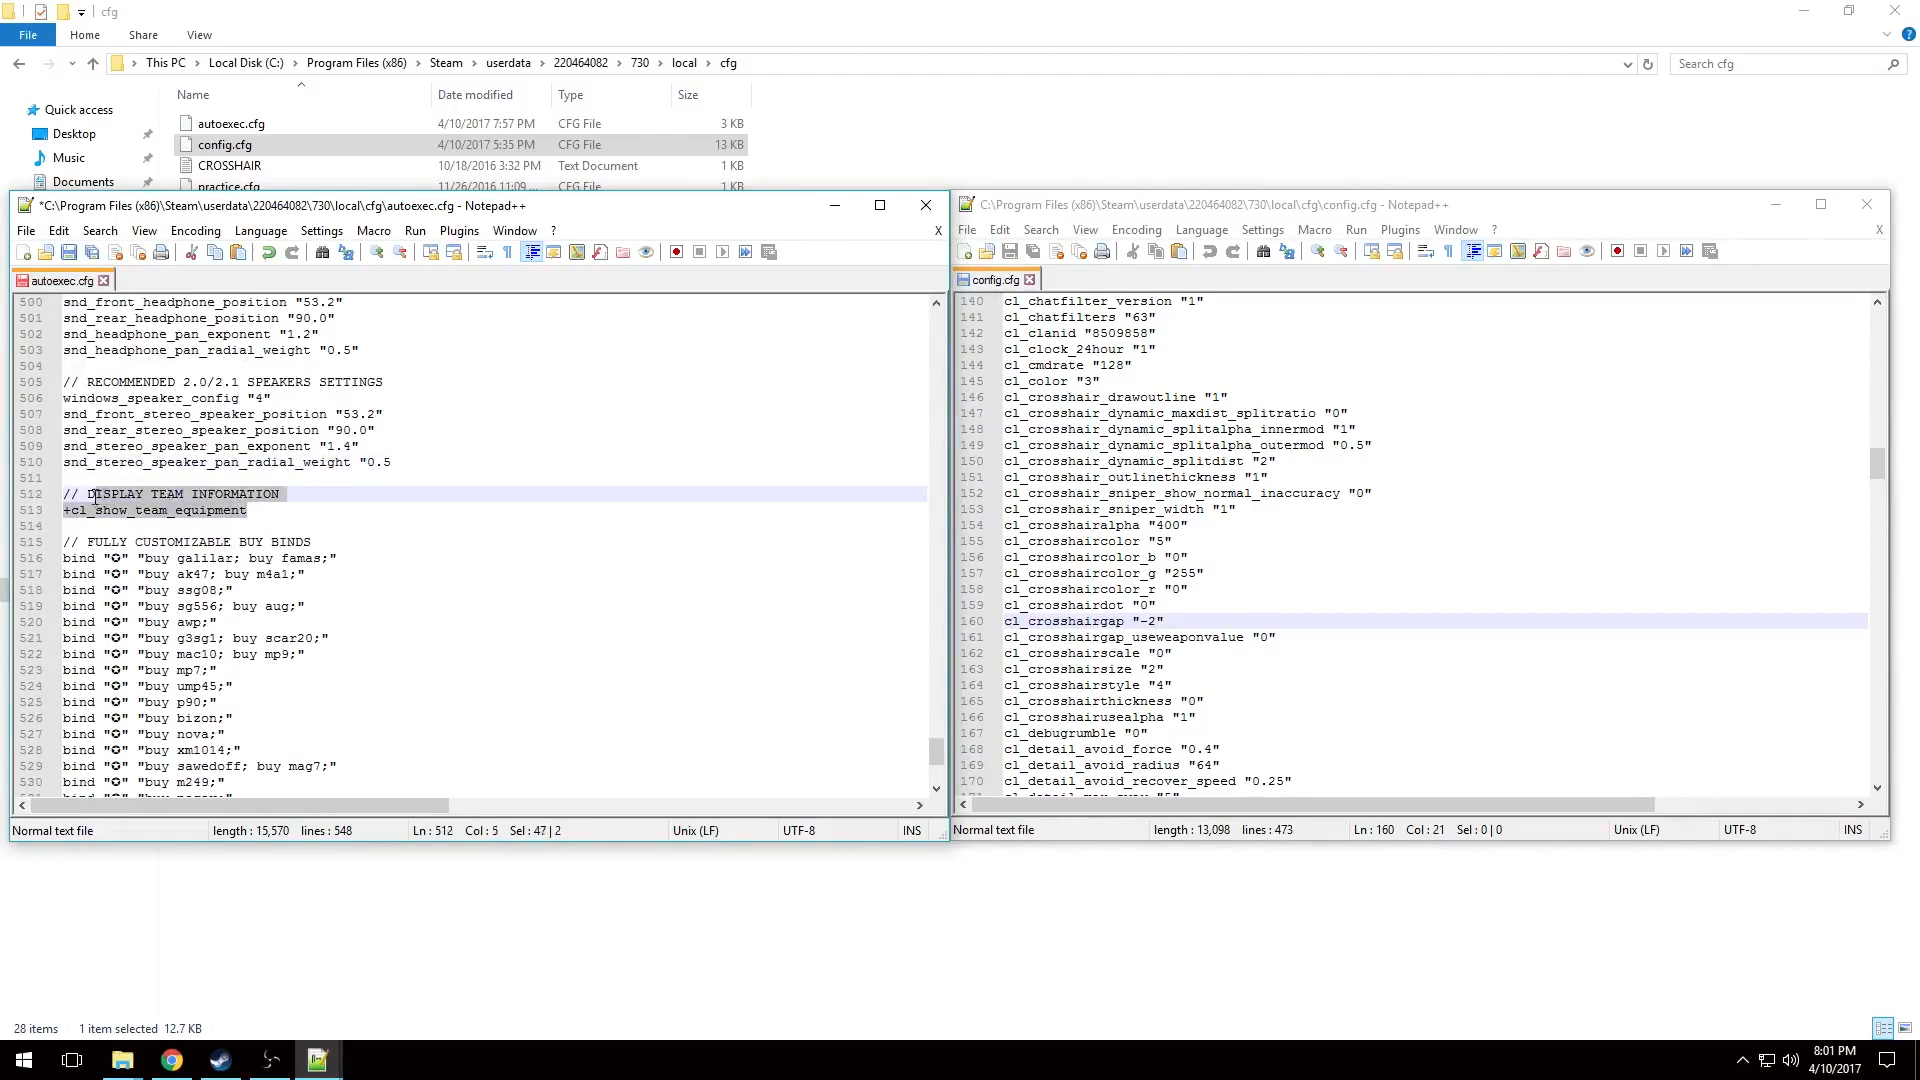 cfg
File Home Share View
This PC Local Disk (C:) Program Files (x86) Steam userdata 220464082 730 local cfg
Search cfg
Name Date modified Type Size
Quick access
Desktop
Music
Documents
autoexec.cfg 4/10/2017 7:57 PM CFG File 3 KB
config.cfg 4/10/2017 5:35 PM CFG File 13 KB
CROSSHAIR 10/18/2016 3:32 PM Text Document 1 KB
practice.cfg 11/26/2016 11:09 ... CFG File 1 KB
*C:\Program Files (x86)\Steam\userdata\220464082\730\local\cfg\autoexec.cfg - Notepad++
File Edit Search View Encoding Language Settings Macro Run Plugins Window ? X
autoexec.cfg
500 snd_front_headphone_position "53.2"
501 snd_rear_headphone_position "90.0"
502 snd_headphone_pan_exponent "1.2"
503 snd_headphone_pan_radial_weight "0.5"
504
505 // RECOMMENDED 2.0/2.1 SPEAKERS SETTINGS
506 windows_speaker_config "4"
507 snd_front_stereo_speaker_position "53.2"
508 snd_rear_stereo_speaker_position "90.0"
509 snd_stereo_speaker_pan_exponent "1.4"
510 snd_stereo_speaker_pan_radial_weight "0.5
511
512 // DISPLAY TEAM INFORMATION
513 +cl_show_team_equipment
514
515 // FULLY CUSTOMIZABLE BUY BINDS
516 bind "✪" "buy galilar; buy famas;"
517 bind "✪" "buy ak47; buy m4a1;"
518 bind "✪" "buy ssg08;"
519 bind "✪" "buy sg556; buy aug;"
520 bind "✪" "buy awp;"
521 bind "✪" "buy g3sg1; buy scar20;"
522 bind "✪" "buy mac10; buy mp9;"
523 bind "✪" "buy mp7;"
524 bind "✪" "buy ump45;"
525 bind "✪" "buy p90;"
526 bind "✪" "buy bizon;"
527 bind "✪" "buy nova;"
528 bind "✪" "buy xm1014;"
529 bind "✪" "buy sawedoff; buy mag7;"
530 bind "✪" "buy m249;"
Normal text file length : 15,570 lines : 548 Ln : 512 Col : 5 Sel : 47 | 2 Unix (LF) UTF-8 INS
C:\Program Files (x86)\Steam\userdata\220464082\730\local\cfg\config.cfg - Notepad++
File Edit Search View Encoding Language Settings Macro Run Plugins Window ? X
config.cfg
140 cl_chatfilter_version "1"
141 cl_chatfilters "63"
142 cl_clanid "8509858"
143 cl_clock_24hour "1"
144 cl_cmdrate "128"
145 cl_color "3"
146 cl_crosshair_drawoutline "1"
147 cl_crosshair_dynamic_maxdist_splitratio "0"
148 cl_crosshair_dynamic_splitalpha_innermod "1"
149 cl_crosshair_dynamic_splitalpha_outermod "0.5"
150 cl_crosshair_dynamic_splitdist "2"
151 cl_crosshair_outlinethickness "1"
152 cl_crosshair_sniper_show_normal_inaccuracy "0"
153 cl_crosshair_sniper_width "1"
154 cl_crosshairalpha "400"
155 cl_crosshaircolor "5"
156 cl_crosshaircolor_b "0"
157 cl_crosshaircolor_g "255"
158 cl_crosshaircolor_r "0"
159 cl_crosshairdot "0"
160 cl_crosshairgap "-2"
161 cl_crosshairgap_useweaponvalue "0"
162 cl_crosshairscale "0"
163 cl_crosshairsize "2"
164 cl_crosshairstyle "4"
165 cl_crosshairthickness "0"
166 cl_crosshairusealpha "1"
167 cl_debugrumble "0"
168 cl_detail_avoid_force "0.4"
169 cl_detail_avoid_radius "64"
170 cl_detail_avoid_recover_speed "0.25"
Normal text file length : 13,098 lines : 473 Ln : 160 Col : 21 Sel : 0 | 0 Unix (LF) UTF-8 INS
28 items 1 item selected 12.7 KB
8:01 PM
4/10/2017